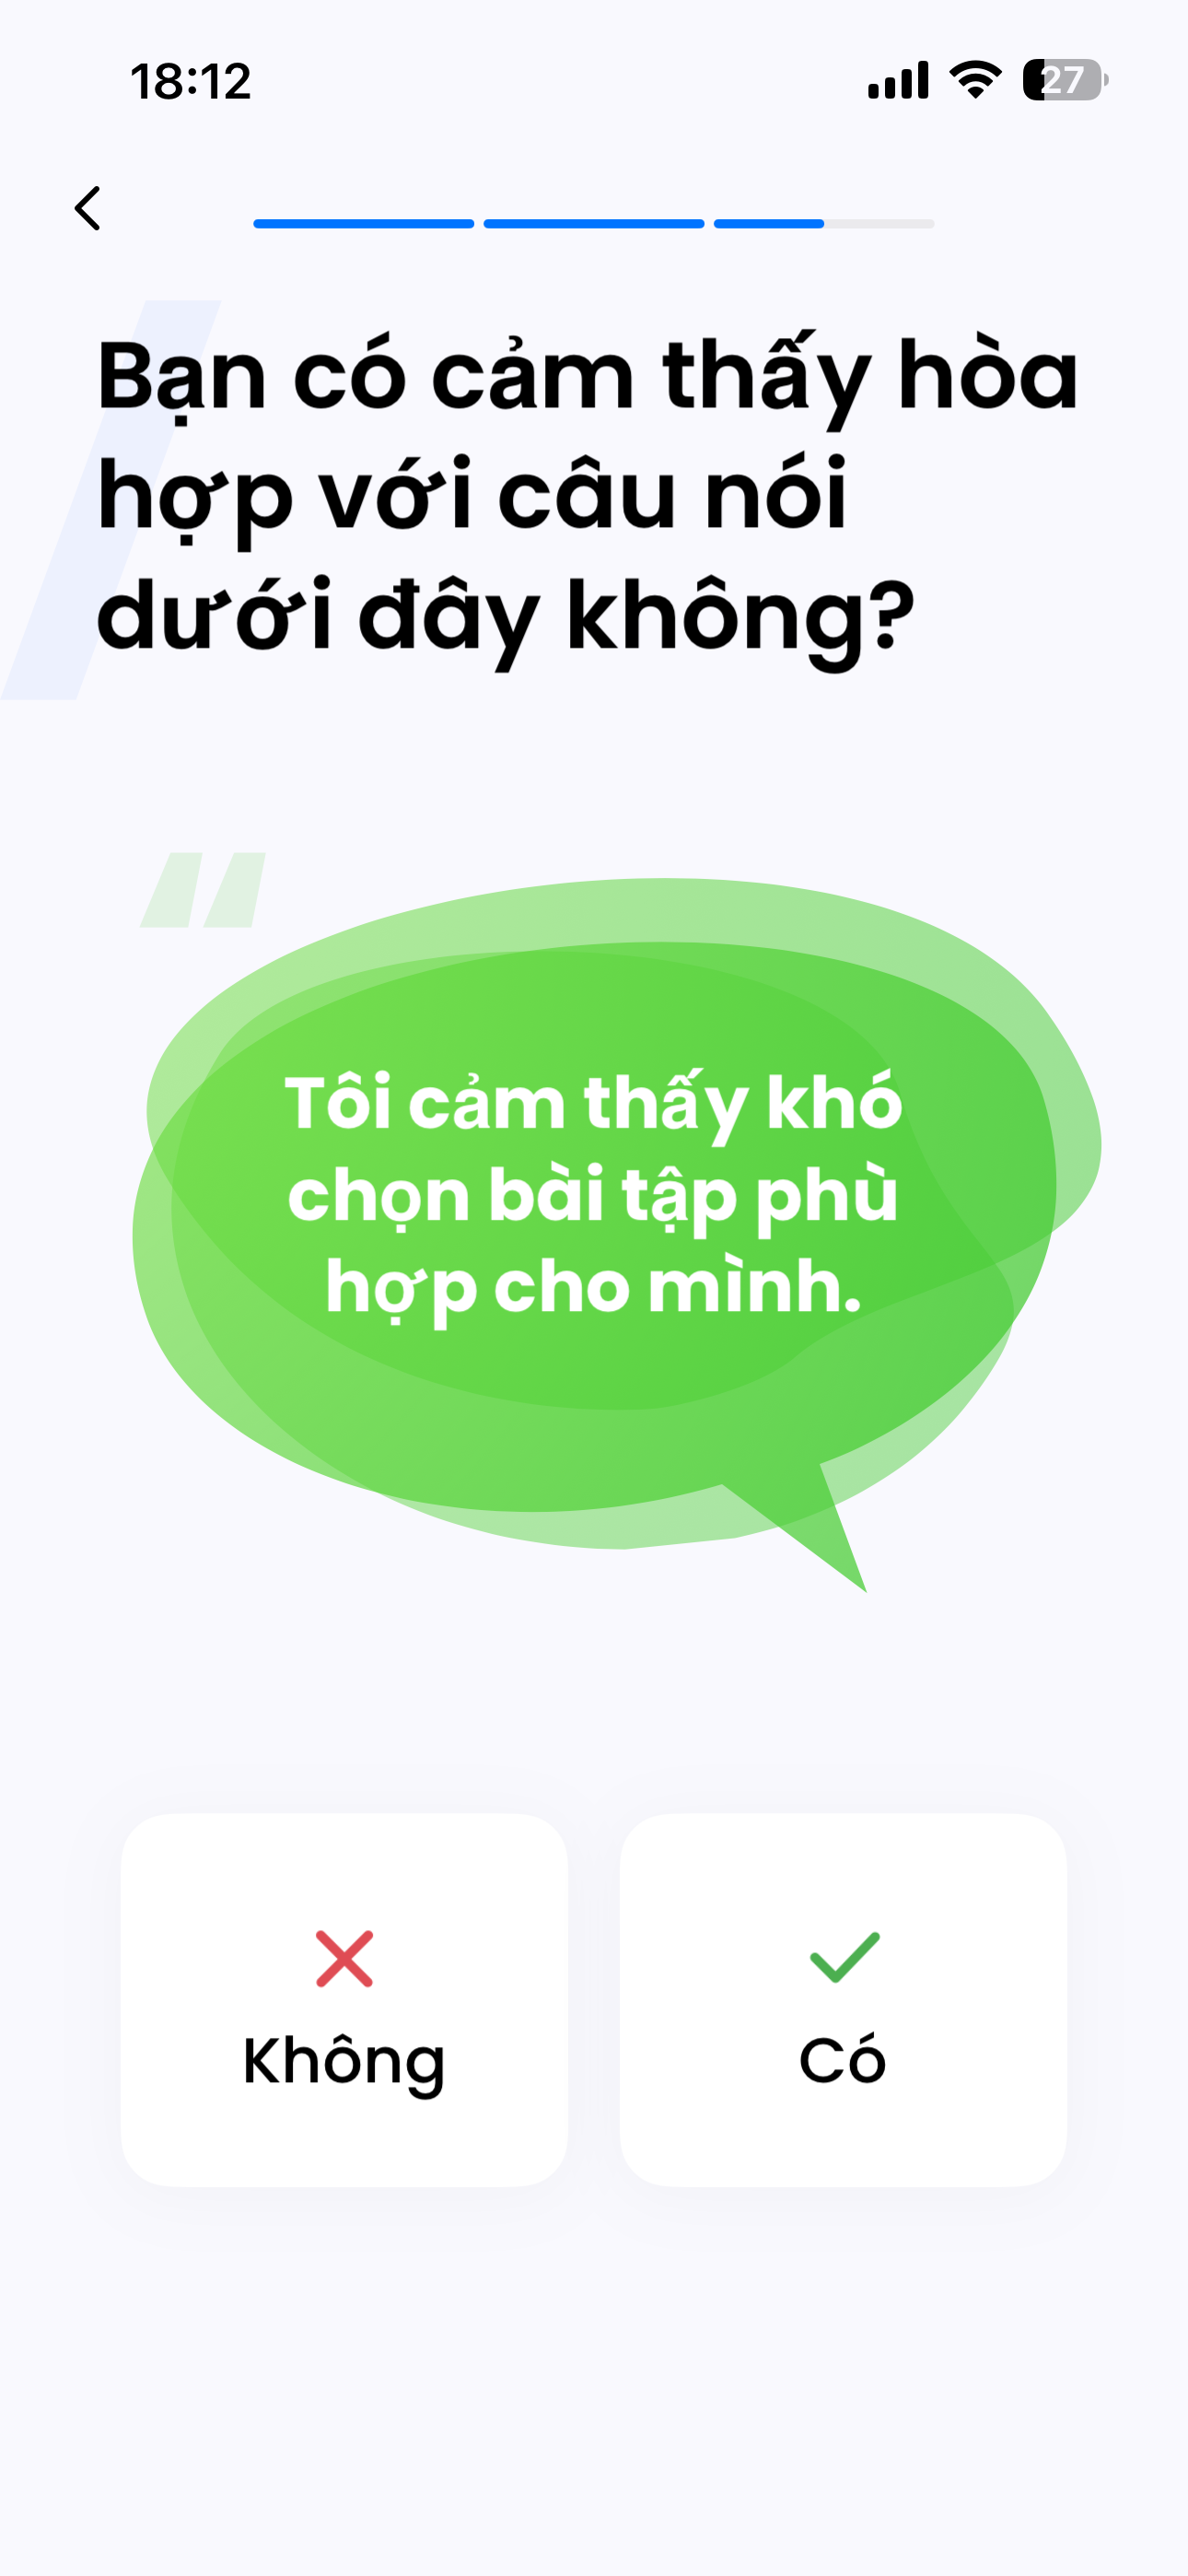 18:12
27
Bạn có cảm thấy hòa
hợp với câu nói
dưới đây không?
Tôi cảm thấy khó
chọn bài tập phù
hợp cho mình.
Không
Có